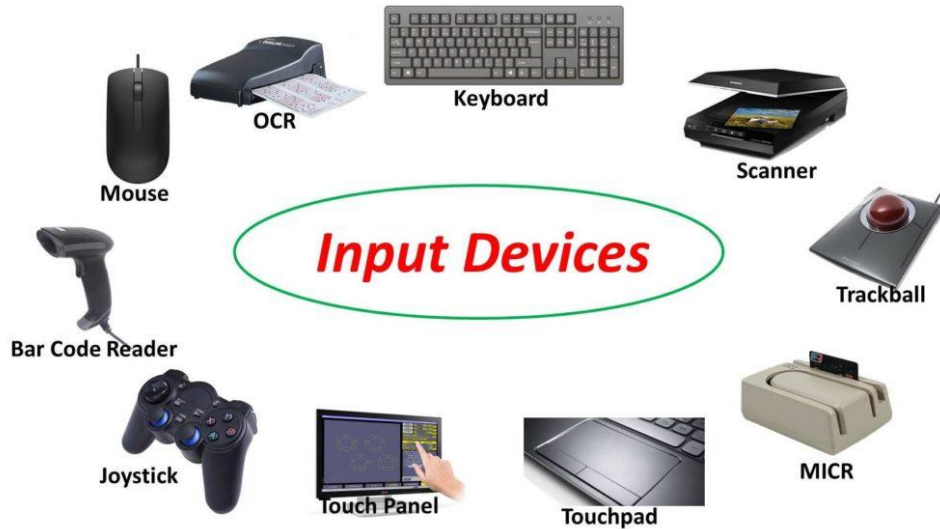 Keyboard
OCR
Scanner
Mouse
Input Devices
Trackball
Bar Code Reader
MICR
Joystick
Touch Panel
Touchpad